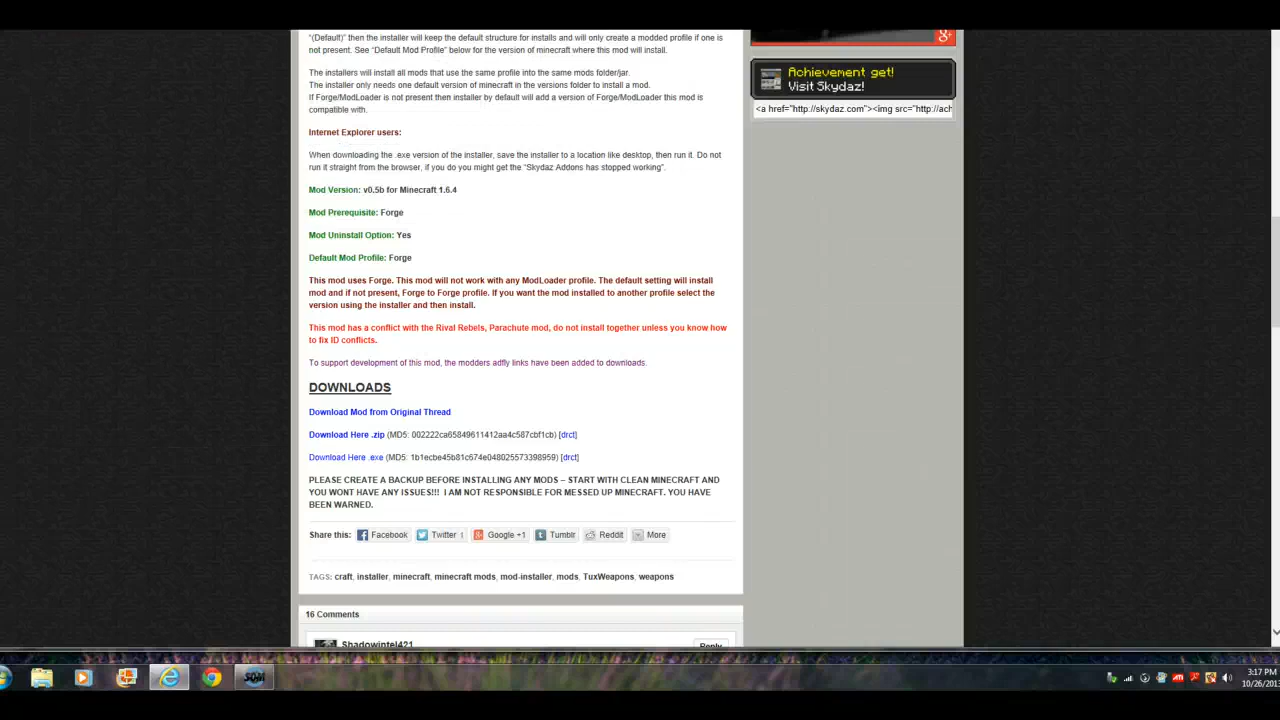 "(Default)" then the installer will keep the default structure for installs and will only create a modded profile if one is
not present. See "Default Mod Profile" below for the version of minecraft where this mod will install.
The installers will install all mods that use the same profile into the same mods folder/jar.
The installer only needs one default version of minecraft in the versions folder to install a mod.
If Forge/ModLoader is not present then installer by default will add a version of Forge/ModLoader this mod is
compatible with.
Internet Explorer users:
When downloading the .exe version of the installer, save the installer to a location like desktop, then run it. Do not
run it straight from the browser, if you do you might get the "Skydaz Addons has stopped working".
Mod Version: v0.5b for Minecraft 1.6.4
Mod Prerequisite: Forge
Mod Uninstall Option: Yes
Default Mod Profile: Forge
This mod uses Forge. This mod will not work with any ModLoader profile. The default setting will install
mod and if not present, Forge to Forge profile. If you want the mod installed to another profile select the
version using the installer and then install.
This mod has a conflict with the Rival Rebels, Parachute mod, do not install together unless you know how
to fix ID conflicts.
To support development of this mod, the modders adfly links have been added to downloads.
DOWNLOADS
Download Mod from Original Thread
Download Here .zip (MD5: 002222ca65849611412aa4c587cbf1cb) [drct]
Download Here .exe (MD5: 1b1ecbe45b81c674e048025573398959) [drct]
PLEASE CREATE A BACKUP BEFORE INSTALLING ANY MODS – START WITH CLEAN MINECRAFT AND
YOU WONT HAVE ANY ISSUES!!! I AM NOT RESPONSIBLE FOR MESSED UP MINECRAFT. YOU HAVE
BEEN WARNED.
Share this: Facebook Twitter 1 Google +1 Tumblr Reddit More
TAGS: craft, installer, minecraft, minecraft mods, mod-installer, mods, TuxWeapons, weapons
16 Comments
Shadowintel421
Reply
Achievement get!
Visit Skydaz!
<a href="http://skydaz.com"><img src="http://ach
SQM
3:17 PM
10/26/2013